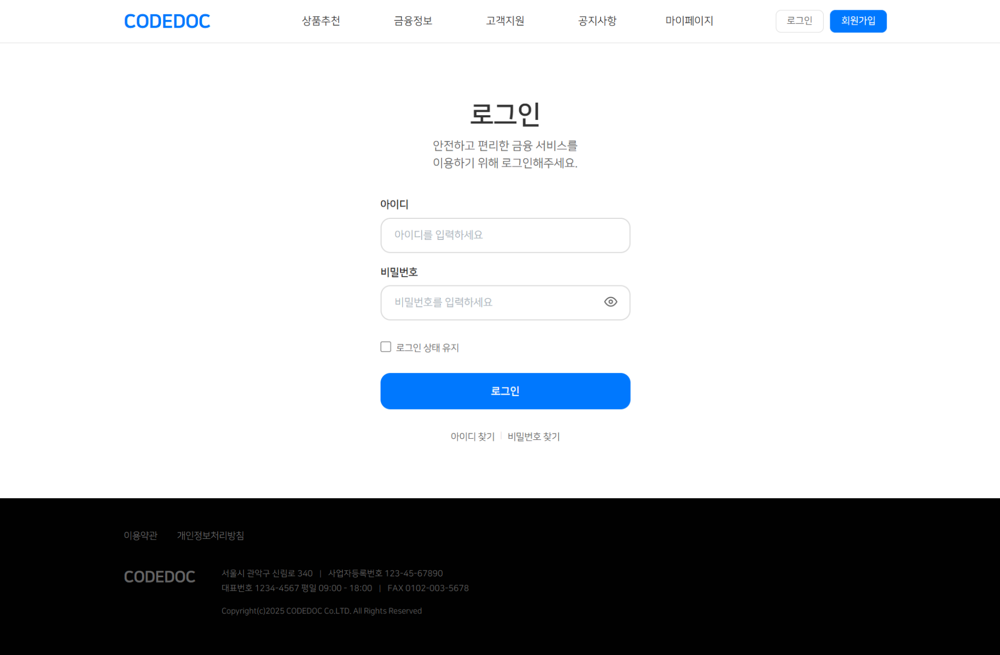 CODEDOC 상품추천 금융정보 고객지원 공지사항 마이페이지 로그인 회원가입
로그인
안전하고 편리한 금융 서비스를
이용하기 위해 로그인해주세요.
아이디
아이디를 입력하세요
비밀번호
비밀번호를 입력하세요
로그인 상태 유지
로그인
아이디 찾기 | 비밀번호 찾기
이용약관 개인정보처리방침
CODEDOC
서울시 관악구 신림로 340 | 사업자등록번호 123-45-67890
대표번호 1234-4567 평일 09:00 - 18:00 | FAX 0102-003-5678
Copyright(c)2025 CODEDOC Co.LTD. All Rights Reserved